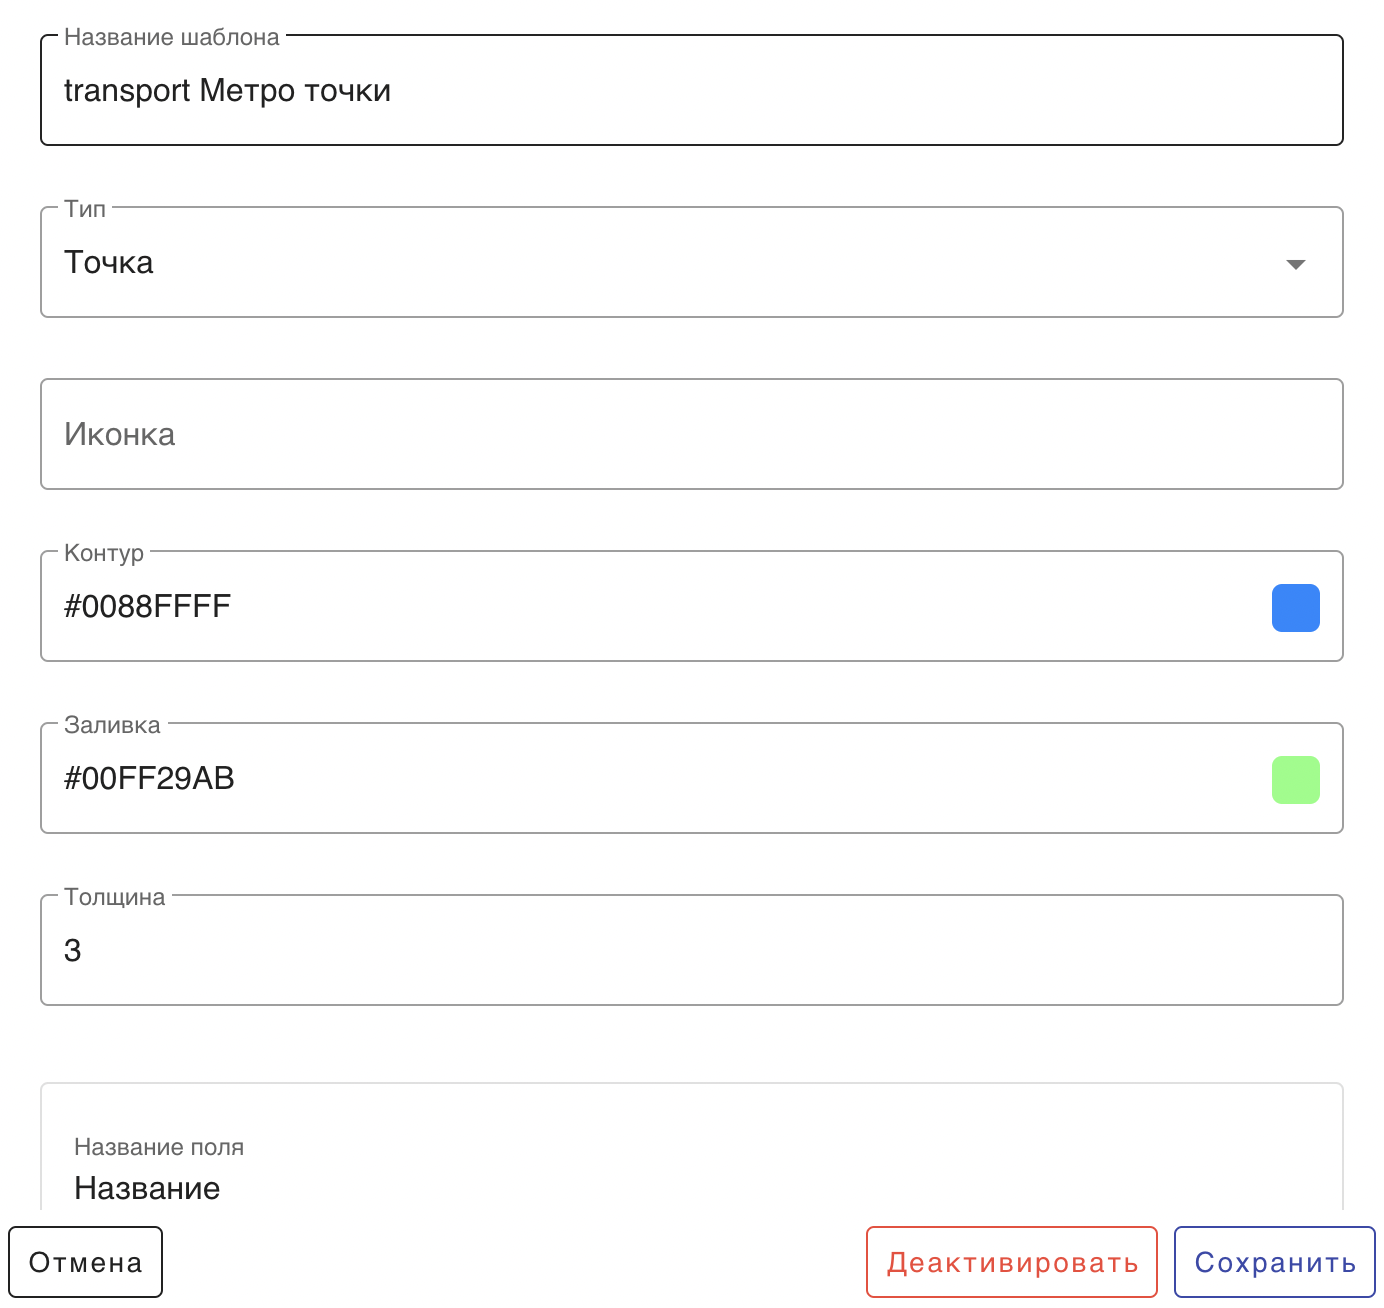 Название шаблона
transport Метро точки
Тип
Точка
Иконка
Контур
#0088FFFF
Заливка
#00FF29AB
Толщина
3
Название поля
Название
Отмена
Деактивировать
Сохранить